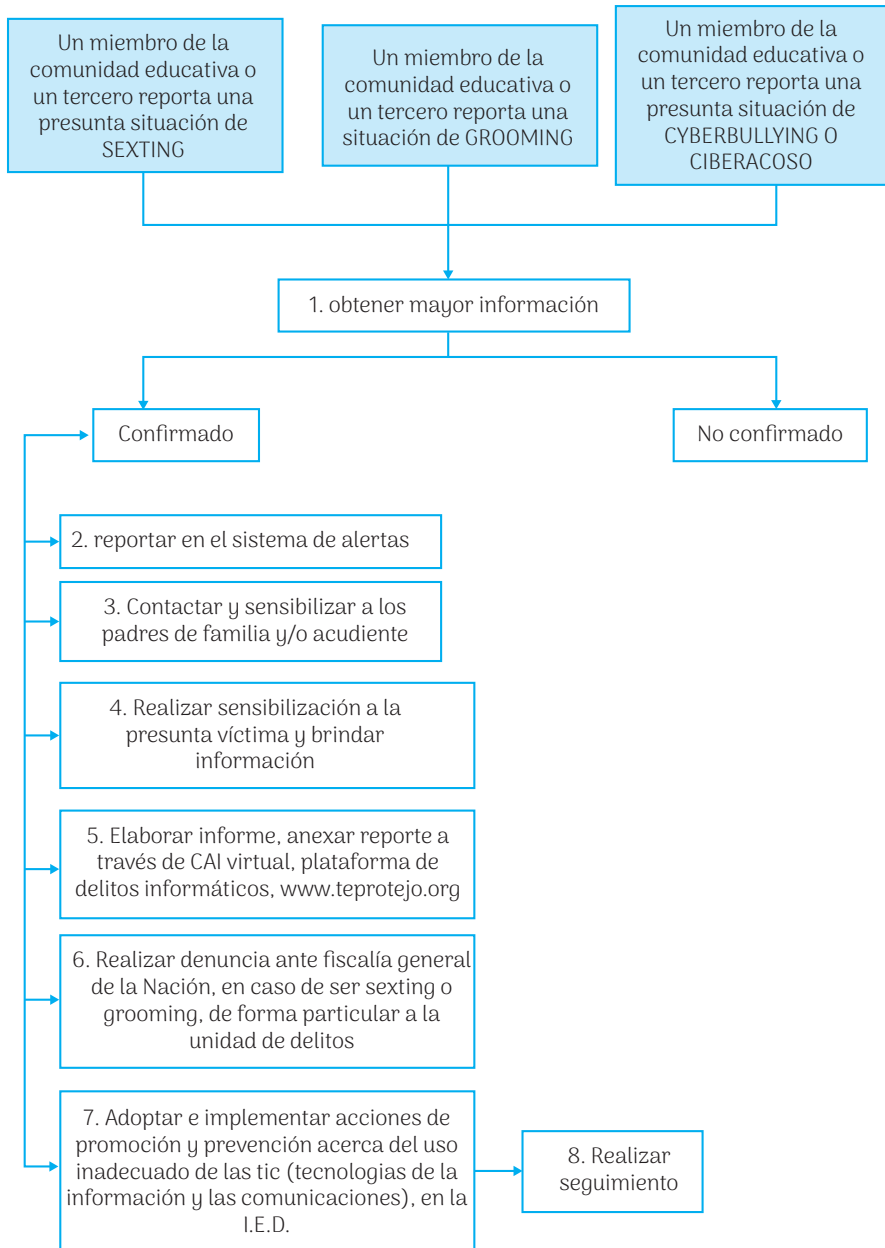 Un miembro de la
comunidad educativa o
un tercero reporta una
presunta situación de
SEXTING
Un miembro de la
comunidad educativa o
un tercero reporta una
situación de GROOMING
Un miembro de la
comunidad educativa o
un tercero reporta una
presunta situación de
CYBERBULLYING O
CIBERACOSO
1. obtener mayor información
Confirmado
No confirmado
2. reportar en el sistema de alertas
3. Contactar y sensibilizar a los
padres de familia y/o acudiente
4. Realizar sensibilización a la
presunta víctima y brindar
información
5. Elaborar informe, anexar reporte a
través de CAI virtual, plataforma de
delitos informáticos, www.teprotejo.org
6. Realizar denuncia ante fiscalía general
de la Nación, en caso de ser sexting o
grooming, de forma particular a la
unidad de delitos
7. Adoptar e implementar acciones de
promoción y prevención acerca del uso
inadecuado de las tic (tecnologias de la
información y las comunicaciones), en la
I.E.D.
8. Realizar
seguimiento